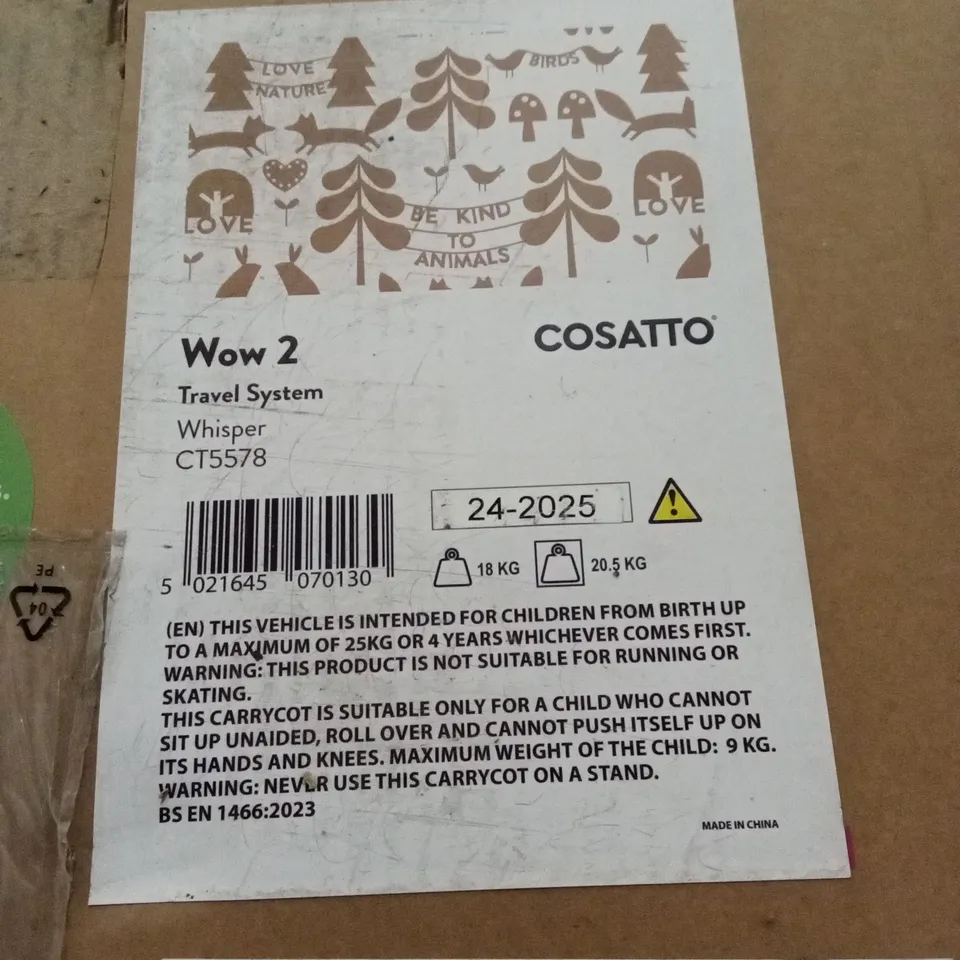 LOVE
NATURE
BIRDS
LOVE
BE KIND
TO
ANIMALS
LOVE
COSATTO
Wow 2
Travel System
Whisper
CT5578
24-2025
5 021645 070130
18 KG
20.5 KG
PE
04
(EN) THIS VEHICLE IS INTENDED FOR CHILDREN FROM BIRTH UP
TO A MAXIMUM OF 25KG OR 4 YEARS WHICHEVER COMES FIRST.
WARNING: THIS PRODUCT IS NOT SUITABLE FOR RUNNING OR
SKATING.
THIS CARRYCOT IS SUITABLE ONLY FOR A CHILD WHO CANNOT
SIT UP UNAIDED, ROLL OVER AND CANNOT PUSH ITSELF UP ON
ITS HANDS AND KNEES. MAXIMUM WEIGHT OF THE CHILD: 9 KG.
WARNING: NEVER USE THIS CARRYCOT ON A STAND.
BS EN 1466:2023
MADE IN CHINA